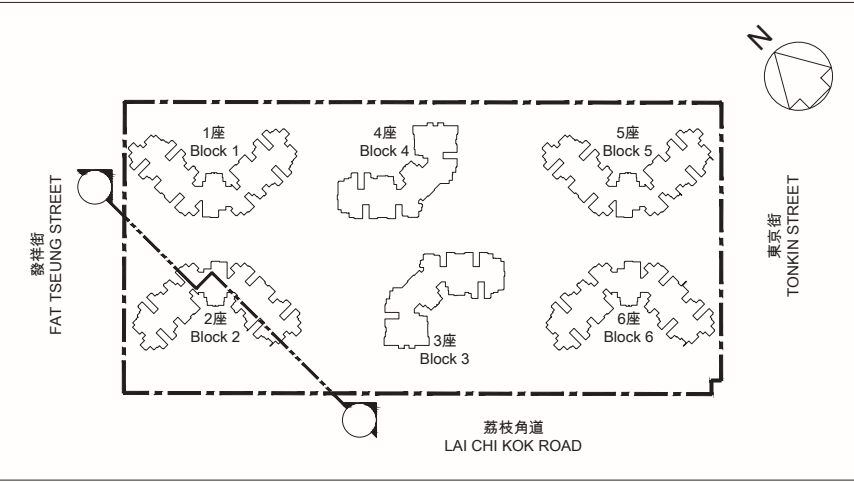 N
1座
Block 1
4座
Block 4
5座
Block 5
發祥街
FAT TSEUNG STREET
東京街
TONKIN STREET
2座
Block 2
3座
Block 3
6座
Block 6
荔枝角道
LAI CHI KOK ROAD